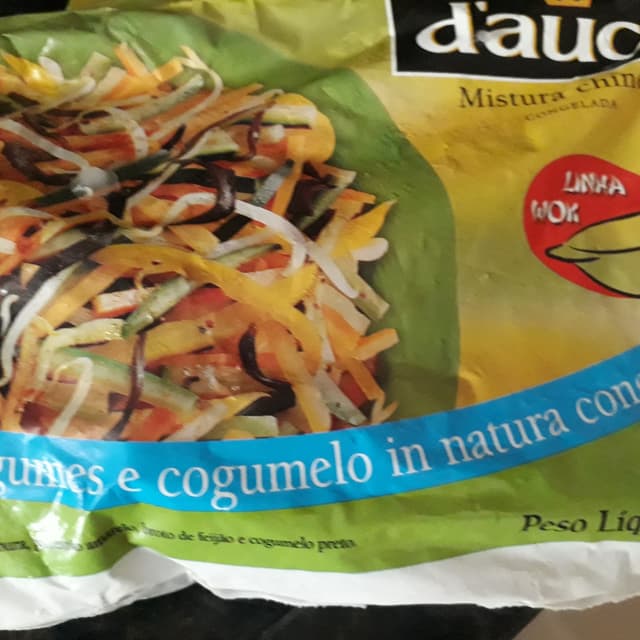 d'auc
Mistura chin
CONGELADA
LINHA
WOK
gumes e cogumelo in natura cong
broto de feijão e cogumelo preto.
Peso Líq